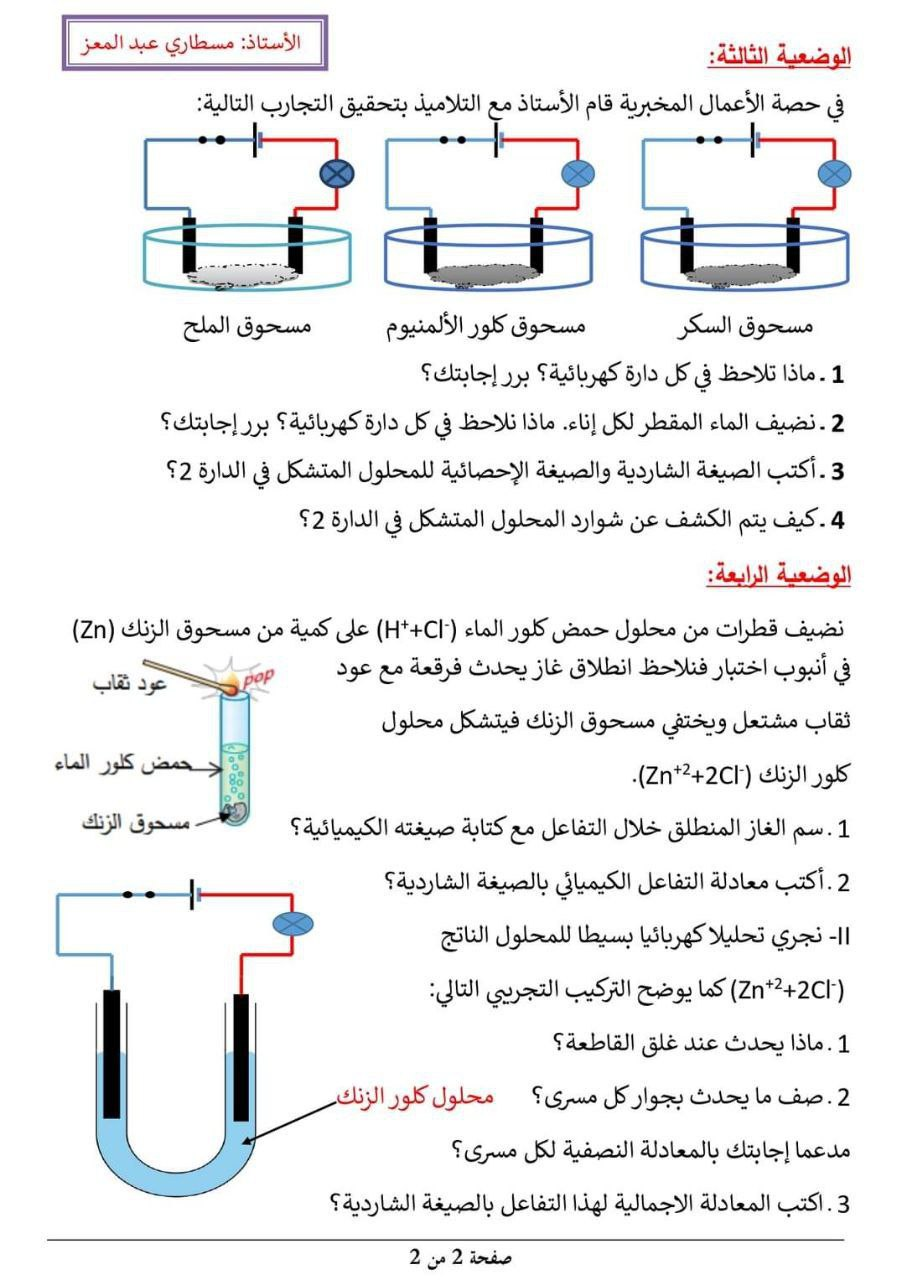 الأستاذ: مسطاري عبد المعز
الوضعية الثالثة:
في حصة الأعمال المخبرية قام الأستاذ مع التلاميذ بتحقيق التجارب التالية:
مسحوق السكر
مسحوق كلور الألمنيوم
مسحوق الملح
1 . ماذا تلاحظ في كل دارة كهربائية؟ برر إجابتك؟
2 . نضيف الماء المقطر لكل إناء. ماذا نلاحظ في كل دارة كهربائية؟ برر إجابتك؟
3 . أكتب الصيغة الشاردية والصيغة الإحصائية للمحلول المتشكل في الدارة 2؟
4 . كيف يتم الكشف عن شوارد المحلول المتشكل في الدارة 2؟
الوضعية الرابعة:
نضيف قطرات من محلول حمض كلور الماء (H⁺+Cl⁻) على كمية من مسحوق الزنك (Zn)
في أنبوب اختبار فنلاحظ انطلاق غاز يحدث فرقعة مع عود
ثقاب مشتعل ويختفي مسحوق الزنك فيتشكل محلول
كلور الزنك (Zn⁺²+2Cl⁻).
عود ثقاب
pop
حمض كلور الماء
مسحوق الزنك
1 . سم الغاز المنطلق خلال التفاعل مع كتابة صيغته الكيميائية؟
2 . أكتب معادلة التفاعل الكيميائي بالصيغة الشاردية؟
II- نجري تحليلا كهربائيا بسيطا للمحلول الناتج
(Zn⁺²+2Cl⁻) كما يوضح التركيب التجريبي التالي:
1 . ماذا يحدث عند غلق القاطعة؟
2 . صف ما يحدث بجوار كل مسرى؟
محلول كلور الزنك
مدعما إجابتك بالمعادلة النصفية لكل مسرى؟
3 . اكتب المعادلة الاجمالية لهذا التفاعل بالصيغة الشاردية؟
صفحة 2 من 2